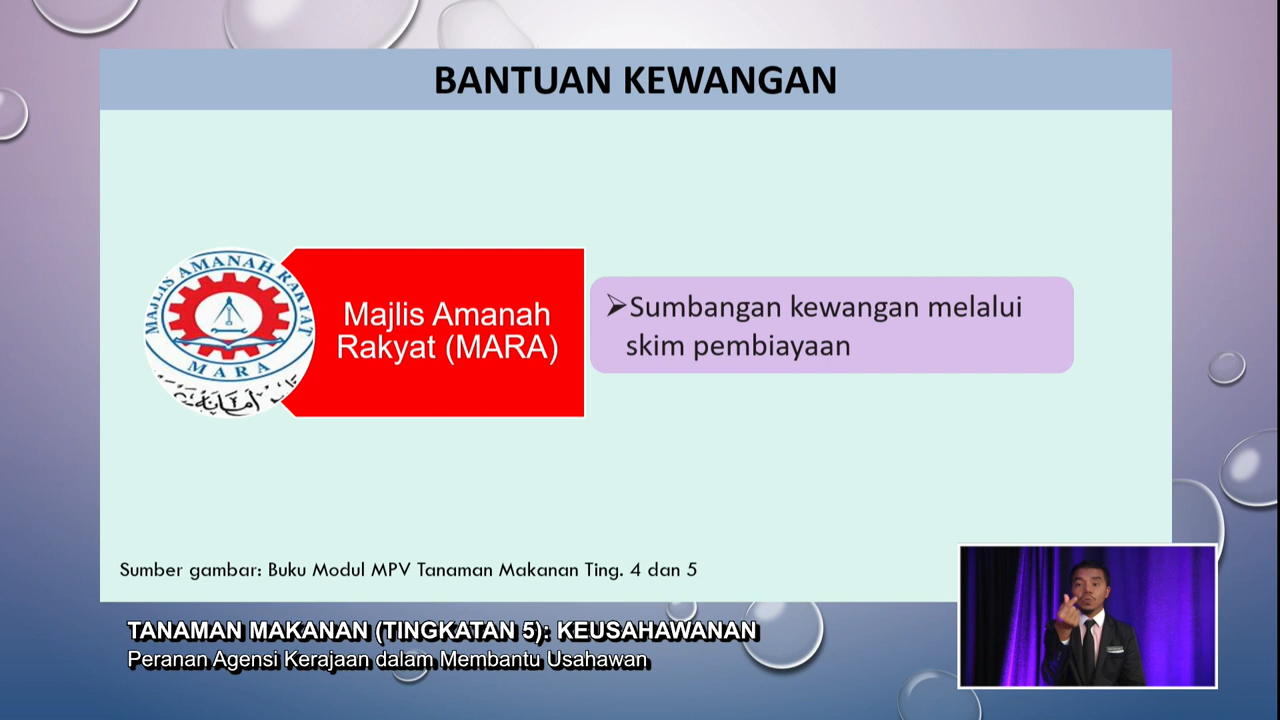 BANTUAN KEWANGAN
MAJLIS AMANAH RAKYAT
MARA
Majlis Amanah
Rakyat (MARA)
➢Sumbangan kewangan melalui
skim pembiayaan
Sumber gambar: Buku Modul MPV Tanaman Makanan Ting. 4 dan 5
TANAMAN MAKANAN (TINGKATAN 5): KEUSAHAWANAN
Peranan Agensi Kerajaan dalam Membantu Usahawan